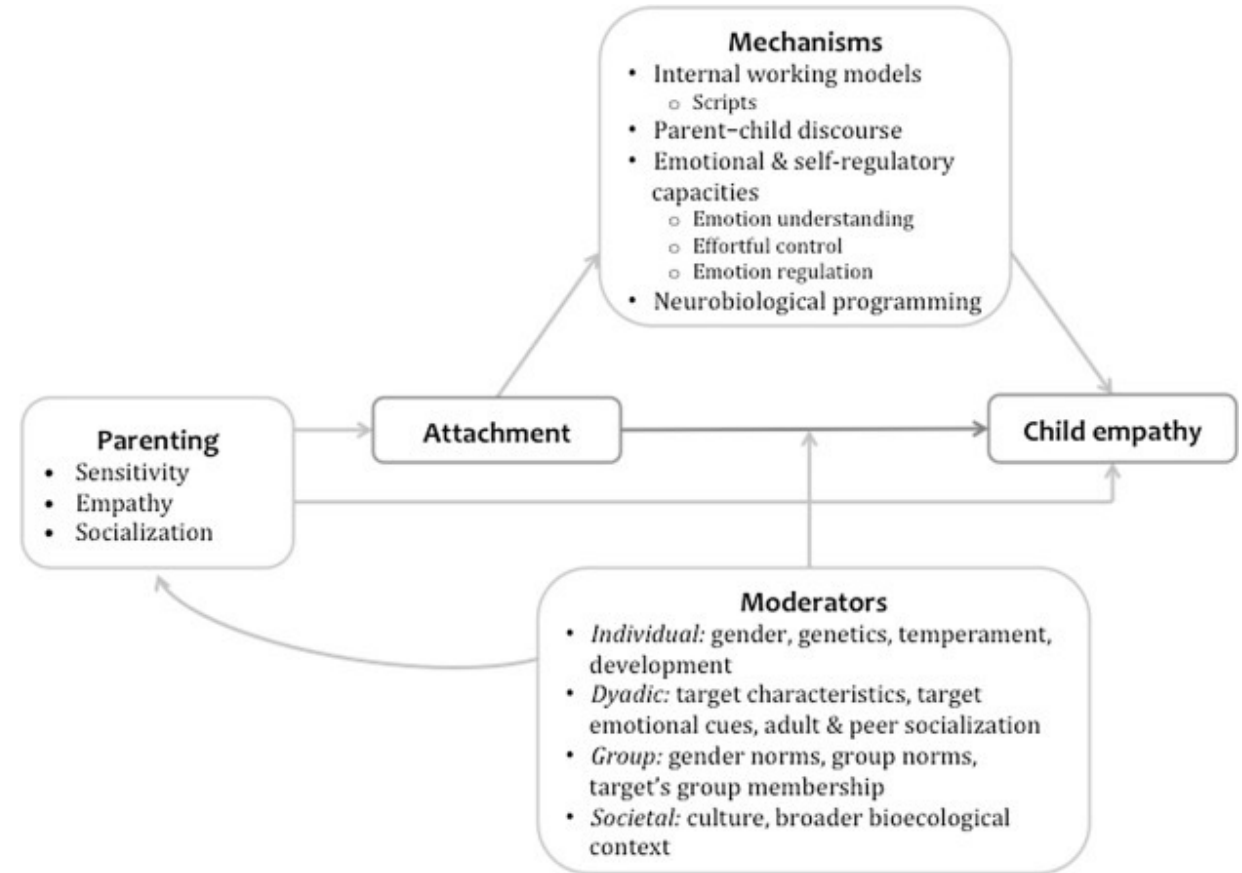 Mechanisms
• Internal working models
o Scripts
• Parent–child discourse
• Emotional & self-regulatory
capacities
o Emotion understanding
o Effortful control
o Emotion regulation
• Neurobiological programming
Parenting
• Sensitivity
• Empathy
• Socialization
Attachment
Child empathy
Moderators
• Individual: gender, genetics, temperament,
development
• Dyadic: target characteristics, target
emotional cues, adult & peer socialization
• Group: gender norms, group norms,
target's group membership
• Societal: culture, broader bioecological
context